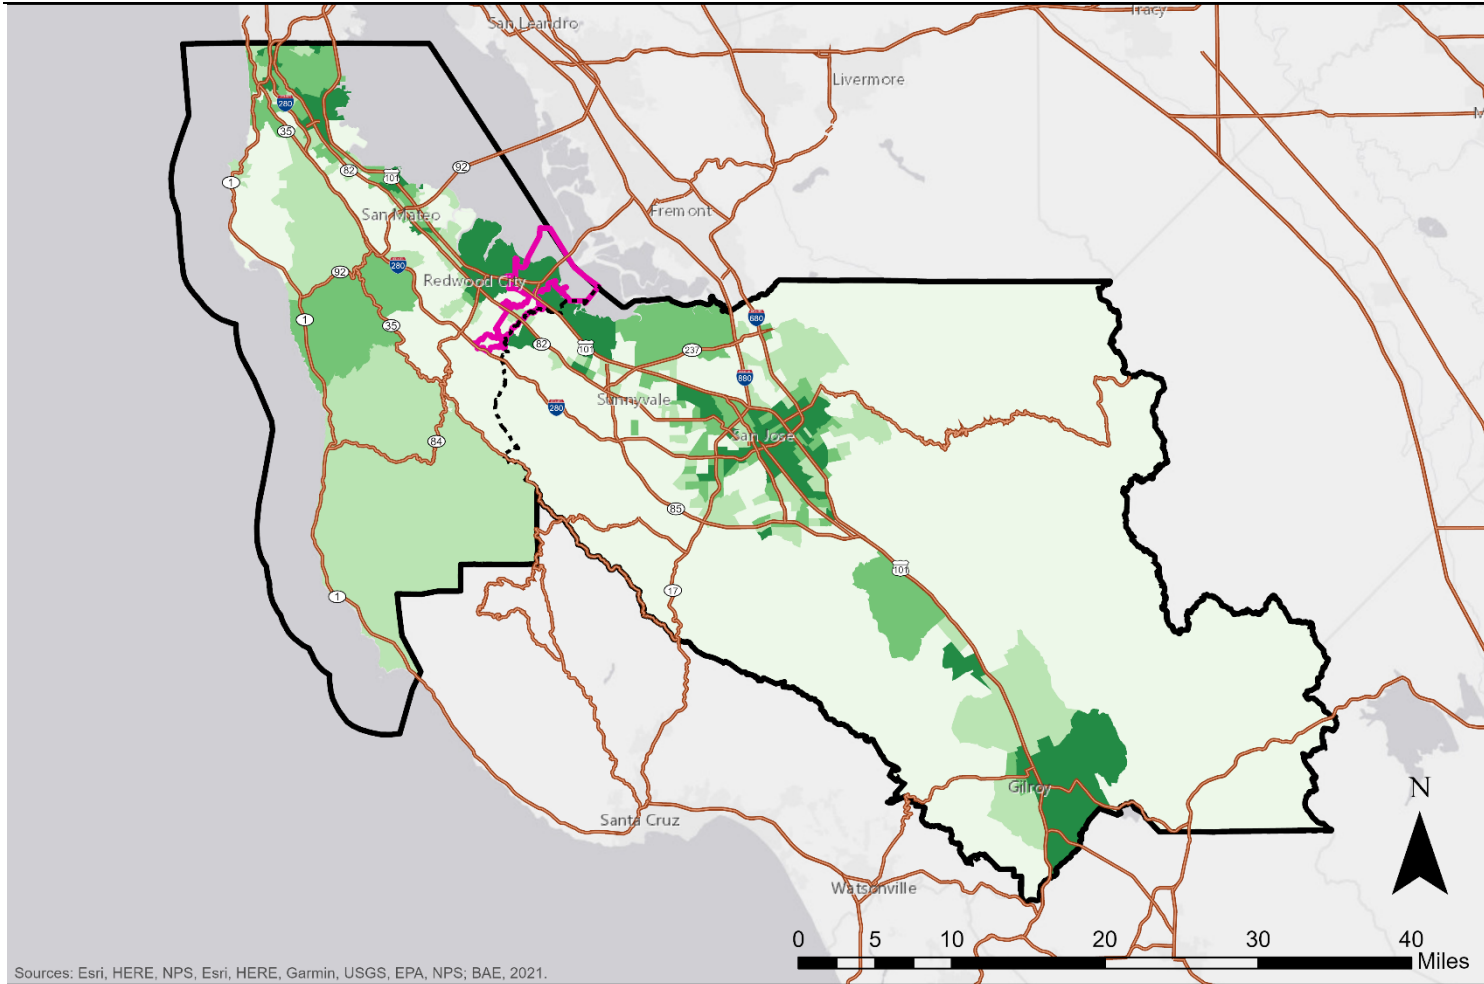 San Leandro
Tracy
Livermore
280
35
82
101
92
1
San Mateo
Fremont
92
280
Redwood City
1
35
680
82
101
237
880
Sunnyvale
280
San Jose
84
85
101
17
1
Gilroy
Santa Cruz
Watsonville
N
0 5 10 20 30 40
Miles
Sources: Esri, HERE, NPS, Esri, HERE, Garmin, USGS, EPA, NPS; BAE, 2021.